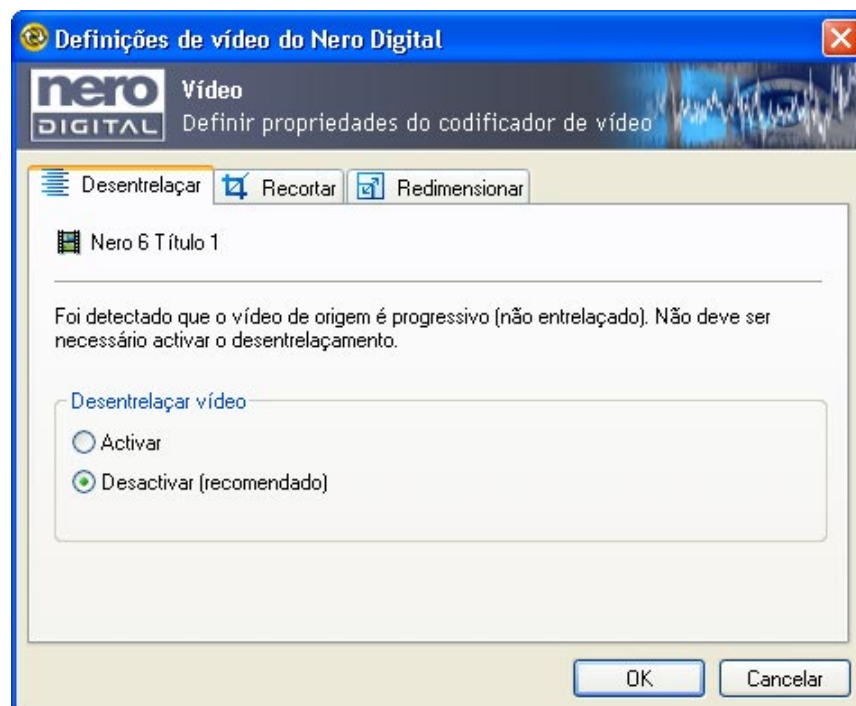 Definições de vídeo do Nero Digital
nero
DIGITAL
Vídeo
Definir propriedades do codificador de vídeo
Desentrelaçar
Recortar
Redimensionar
Nero 6 Título 1
Foi detectado que o vídeo de origem é progressivo (não entrelaçado). Não deve ser
necessário activar o desentrelaçamento.
Desentrelaçar vídeo
Activar
Desactivar (recomendado)
OK
Cancelar